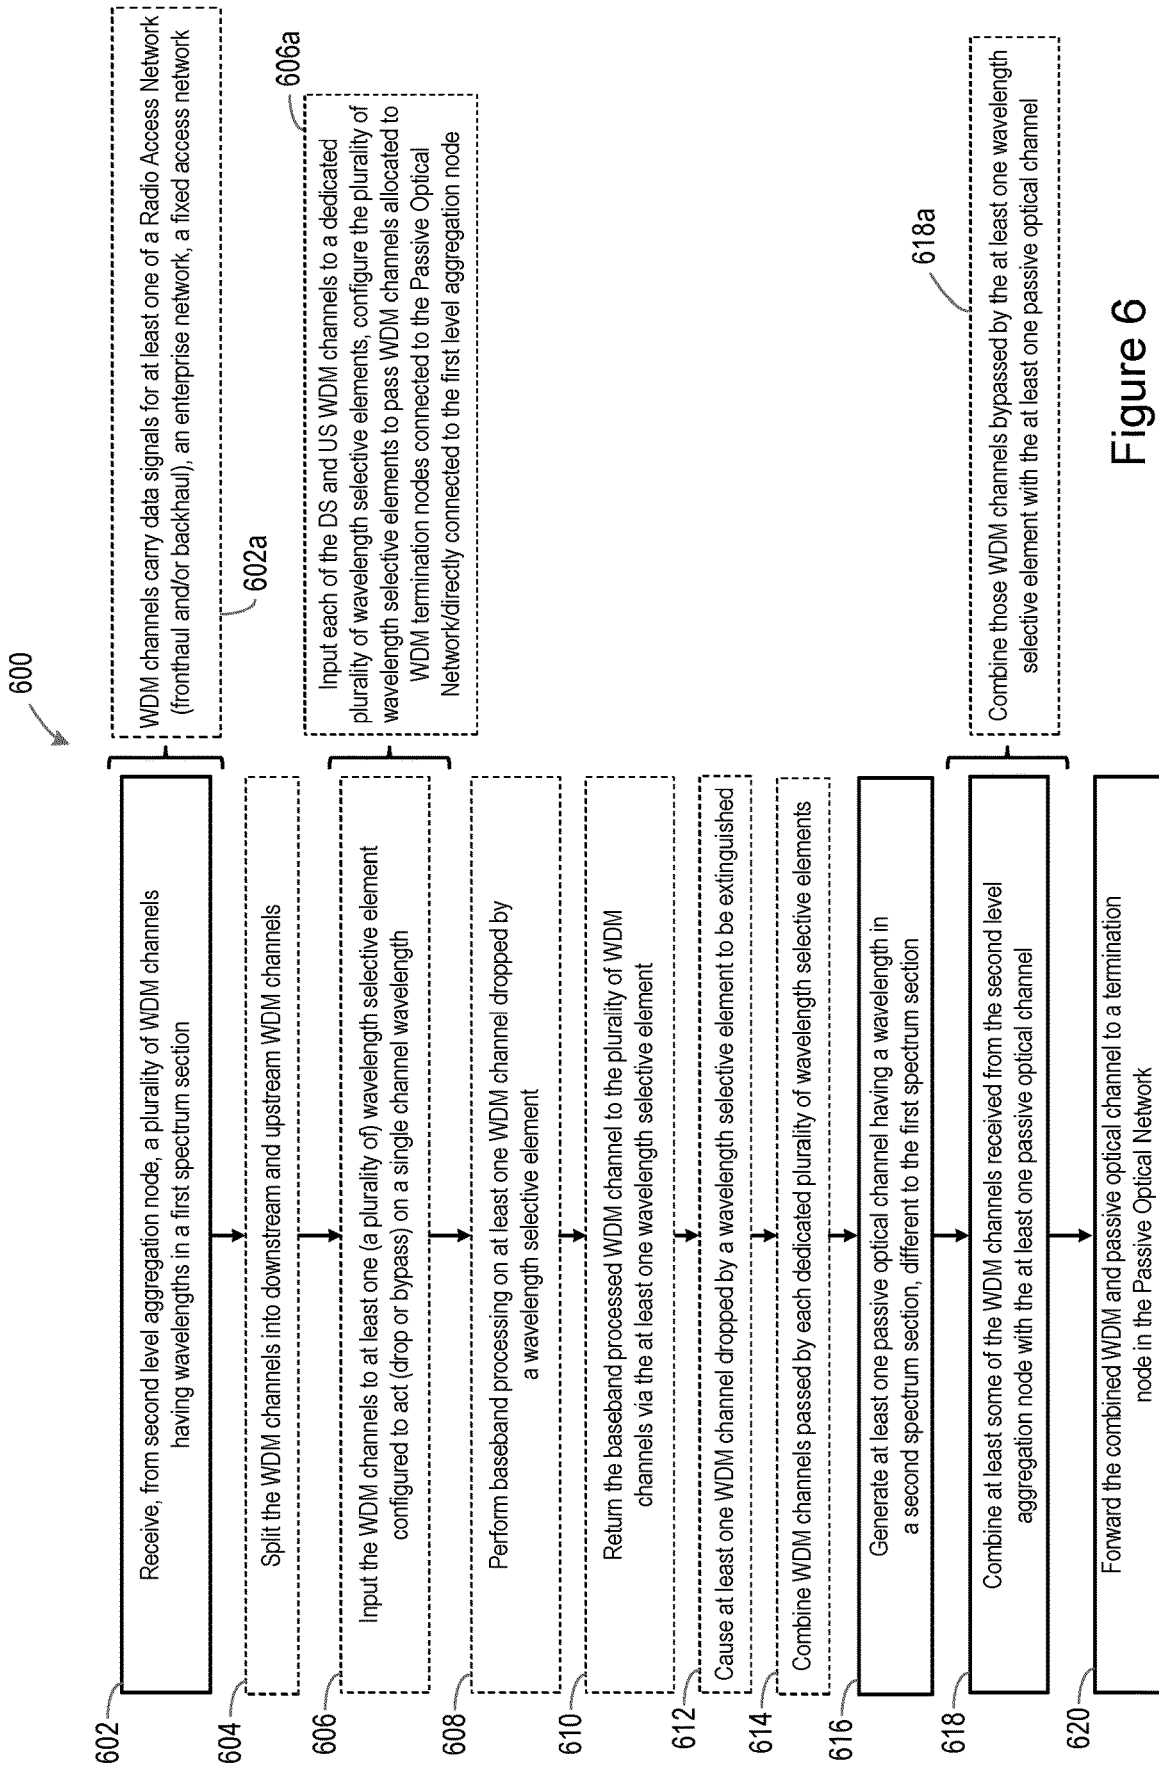 600
602
Receive, from second level aggregation node, a plurality of WDM channels
having wavelengths in a first spectrum section
WDM channels carry data signals for at least one of a Radio Access Network
(fronthaul and/or backhaul), an enterprise network, a fixed access network
602a
604
Split the WDM channels into downstream and upstream WDM channels
606
Input the WDM channels to at least one (a plurality of) wavelength selective element
configured to act (drop or bypass) on a single channel wavelength
606a
Input each of the DS and US WDM channels to a dedicated
plurality of wavelength selective elements, configure the plurality of
wavelength selective elements to pass WDM channels allocated to
WDM termination nodes connected to the Passive Optical
Network/directly connected to the first level aggregation node
608
Perform baseband processing on at least one WDM channel dropped by
a wavelength selective element
610
Return the baseband processed WDM channel to the plurality of WDM
channels via the at least one wavelength selective element
612
Cause at least one WDM channel dropped by a wavelength selective element to be extinguished
614
Combine WDM channels passed by each dedicated plurality of wavelength selective elements
616
Generate at least one passive optical channel having a wavelength in
a second spectrum section, different to the first spectrum section
618
Combine at least some of the WDM channels received from the second level
aggregation node with the at least one passive optical channel
618a
Combine those WDM channels bypassed by the at least one wavelength
selective element with the at least one passive optical channel
620
Forward the combined WDM and passive optical channel to a termination
node in the Passive Optical Network
Figure 6